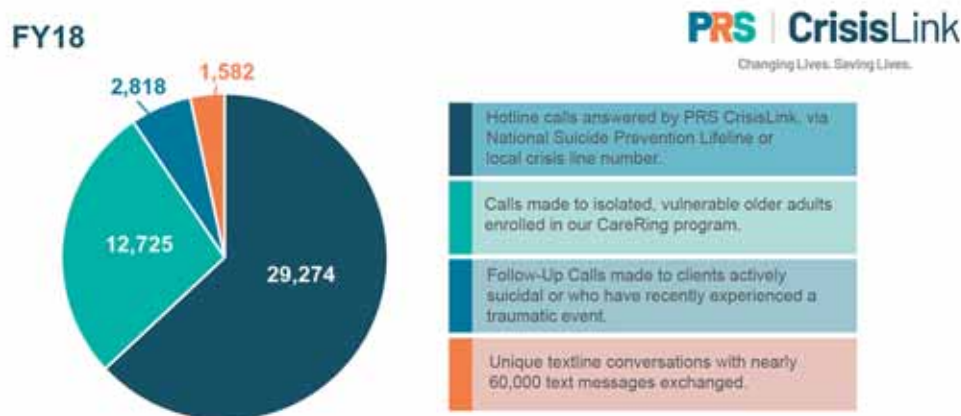 FY18
PRS | CrisisLink
Changing Lives. Saving Lives.
1,582
2,818
12,725
29,274
Hotline calls answered by PRS CrisisLink, via
National Suicide Prevention Lifeline or
local crisis line number.
Calls made to isolated, vulnerable older adults
enrolled in our CareRing program.
Follow-Up Calls made to clients actively
suicidal or who have recently experienced a
traumatic event.
Unique textline conversations with nearly
60,000 text messages exchanged.